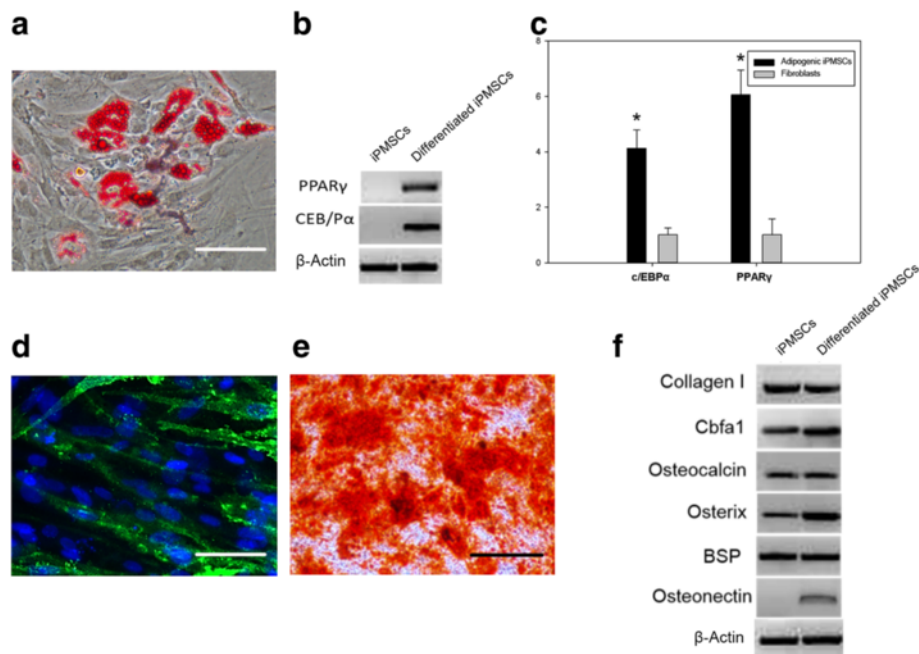 a
b
c
iPMSCs
Differentiated iPMSCs
PPARγ
CEB/Pα
β-Actin
8
6
4
2
0
*
*
Adipogenic iPMSCs
Fibroblasts
c/EBPα
PPARγ
d
e
f
iPMSCs
Differentiated iPMSCs
Collagen I
Cbfa1
Osteocalcin
Osterix
BSP
Osteonectin
β-Actin